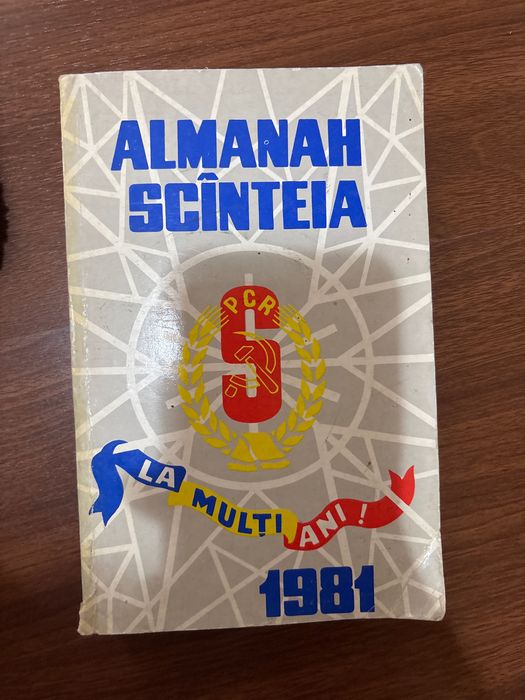 ALMANAH
SCÎNTEIA
PCR
S
LA MULȚI ANI!
1981